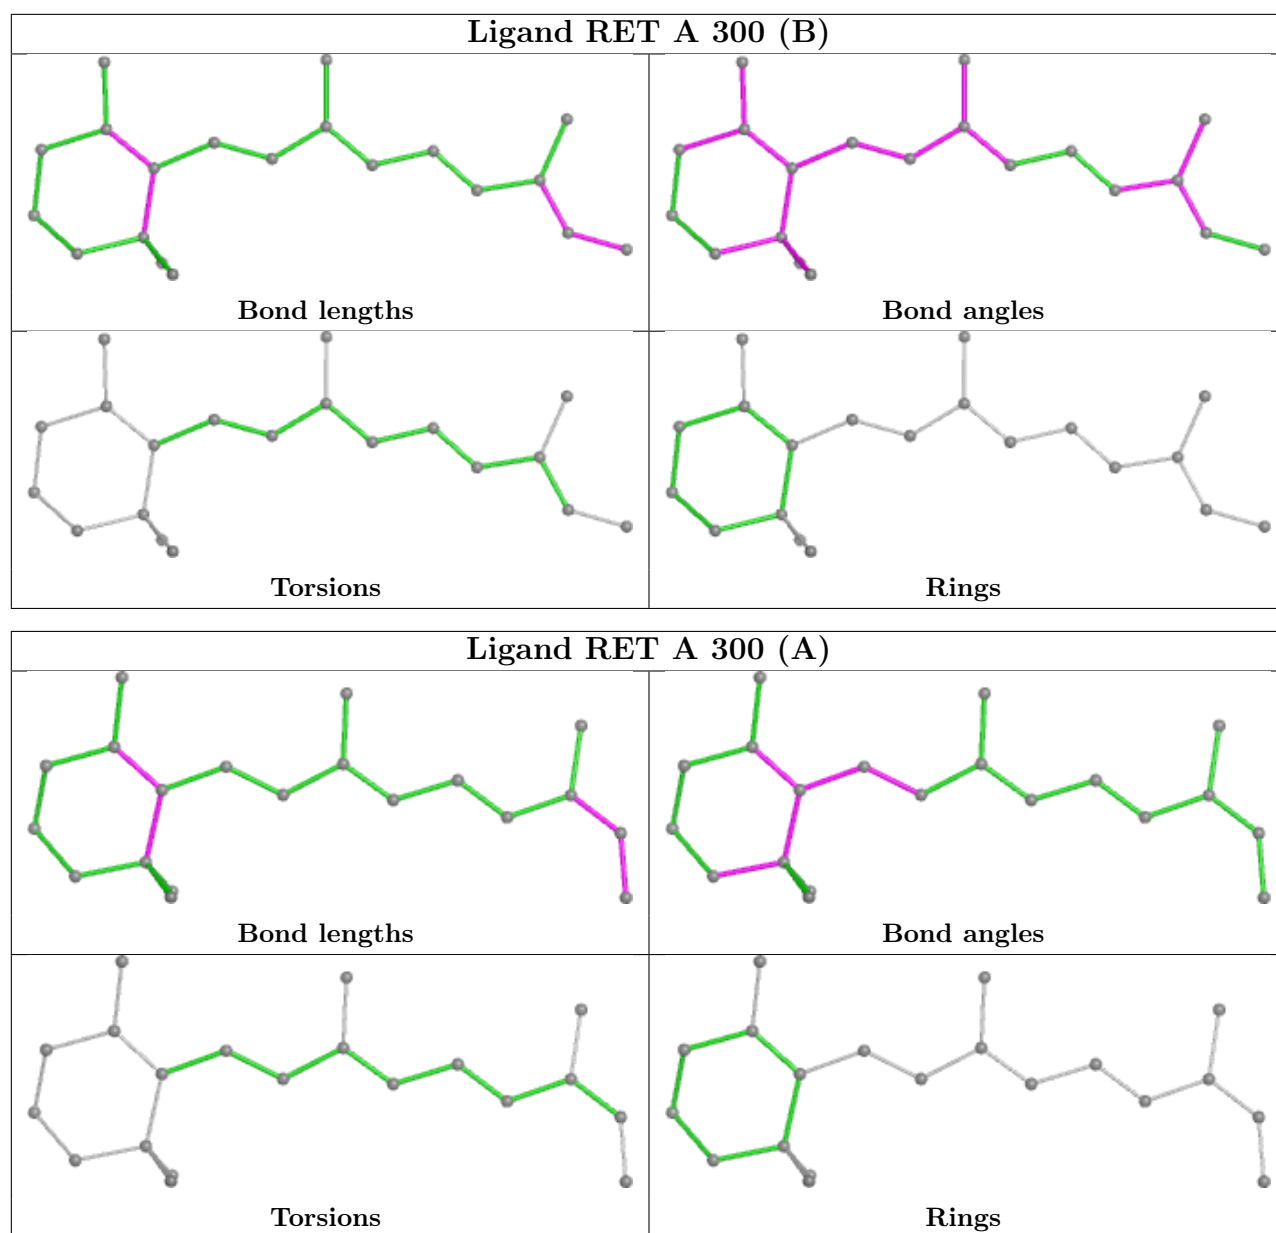 Ligand RET A 300 (B)
Bond lengths
Bond angles
Torsions
Rings
Ligand RET A 300 (A)
Bond lengths
Bond angles
Torsions
Rings